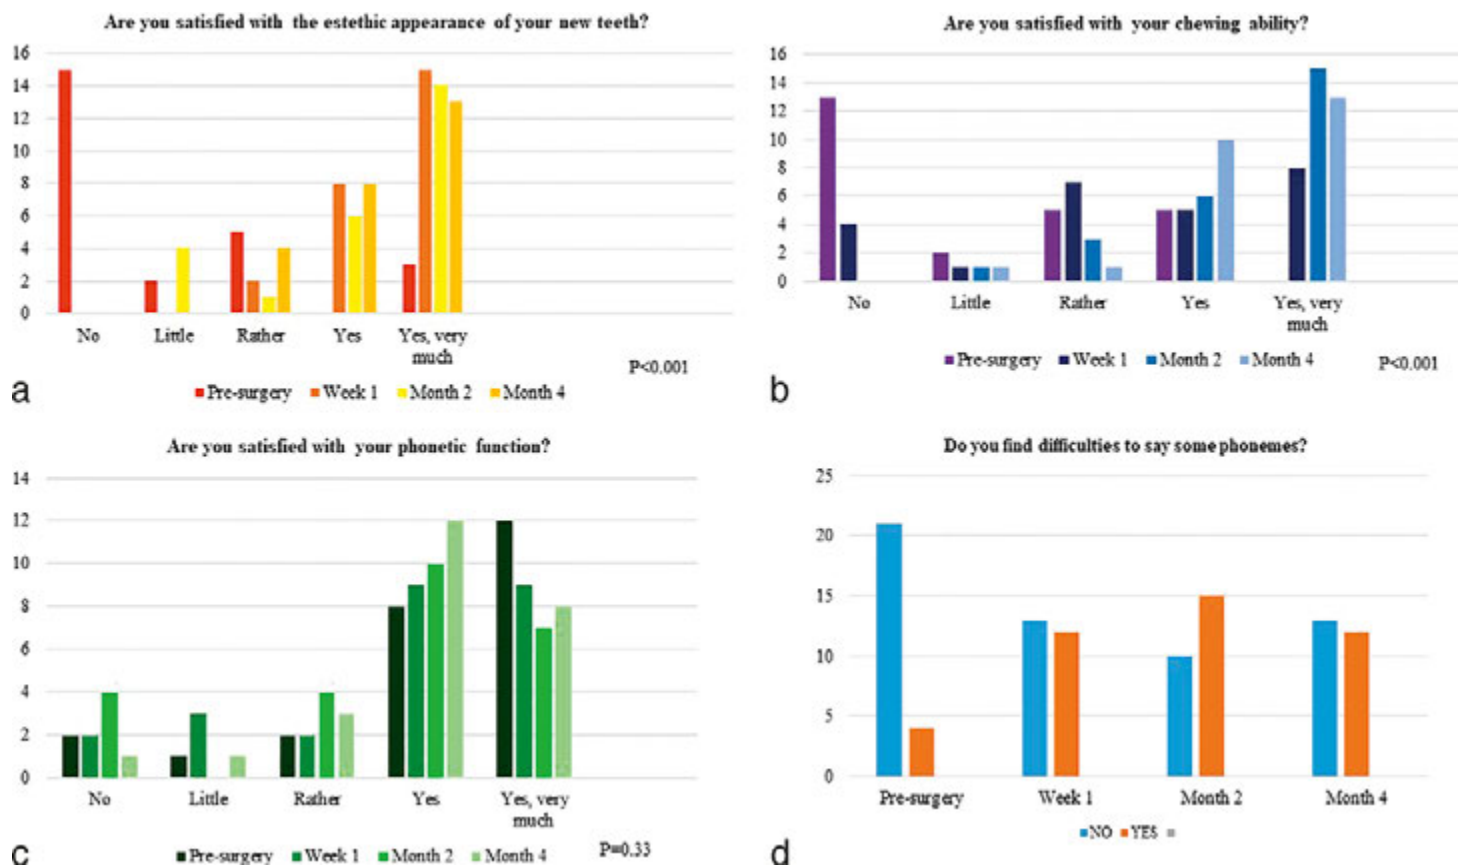 Are you satisfied with the estethic appearance of your new teeth?
16
14
12
10
8
6
4
2
0
No Little Rather Yes Yes, very
much
P<0.001
Pre-surgery Week 1 Month 2 Month 4
a
Are you satisfied with your chewing ability?
16
14
12
10
8
6
4
2
0
No Little Rather Yes Yes, very
much
Pre-surgery Week 1 Month 2 Month 4
P<0.001
b
Are you satisfied with your phonetic function?
14
12
10
8
6
4
2
0
No Little Rather Yes Yes, very
much
Pre-surgery Week 1 Month 2 Month 4
P=0.33
c
Do you find difficulties to say some phonemes?
25
20
15
10
5
0
Pre-surgery Week 1 Month 2 Month 4
NO YES
d